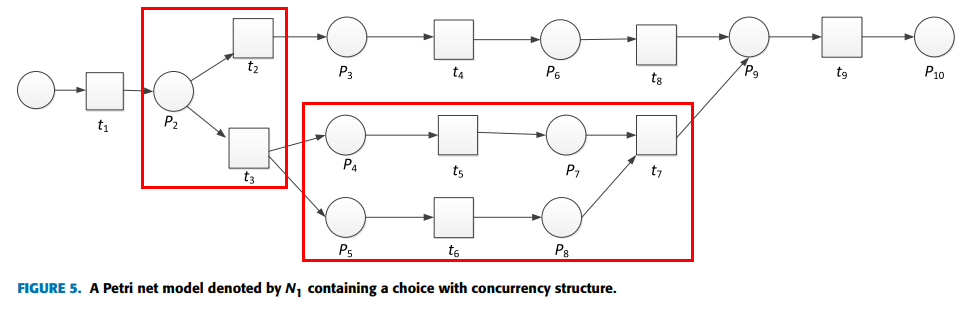 t2 P3 t4 P6 t8 P9 t9 P10
t1 P2
t3 P4 t5 P7 t7
P5 t6 P8
FIGURE 5. A Petri net model denoted by N1 containing a choice with concurrency structure.